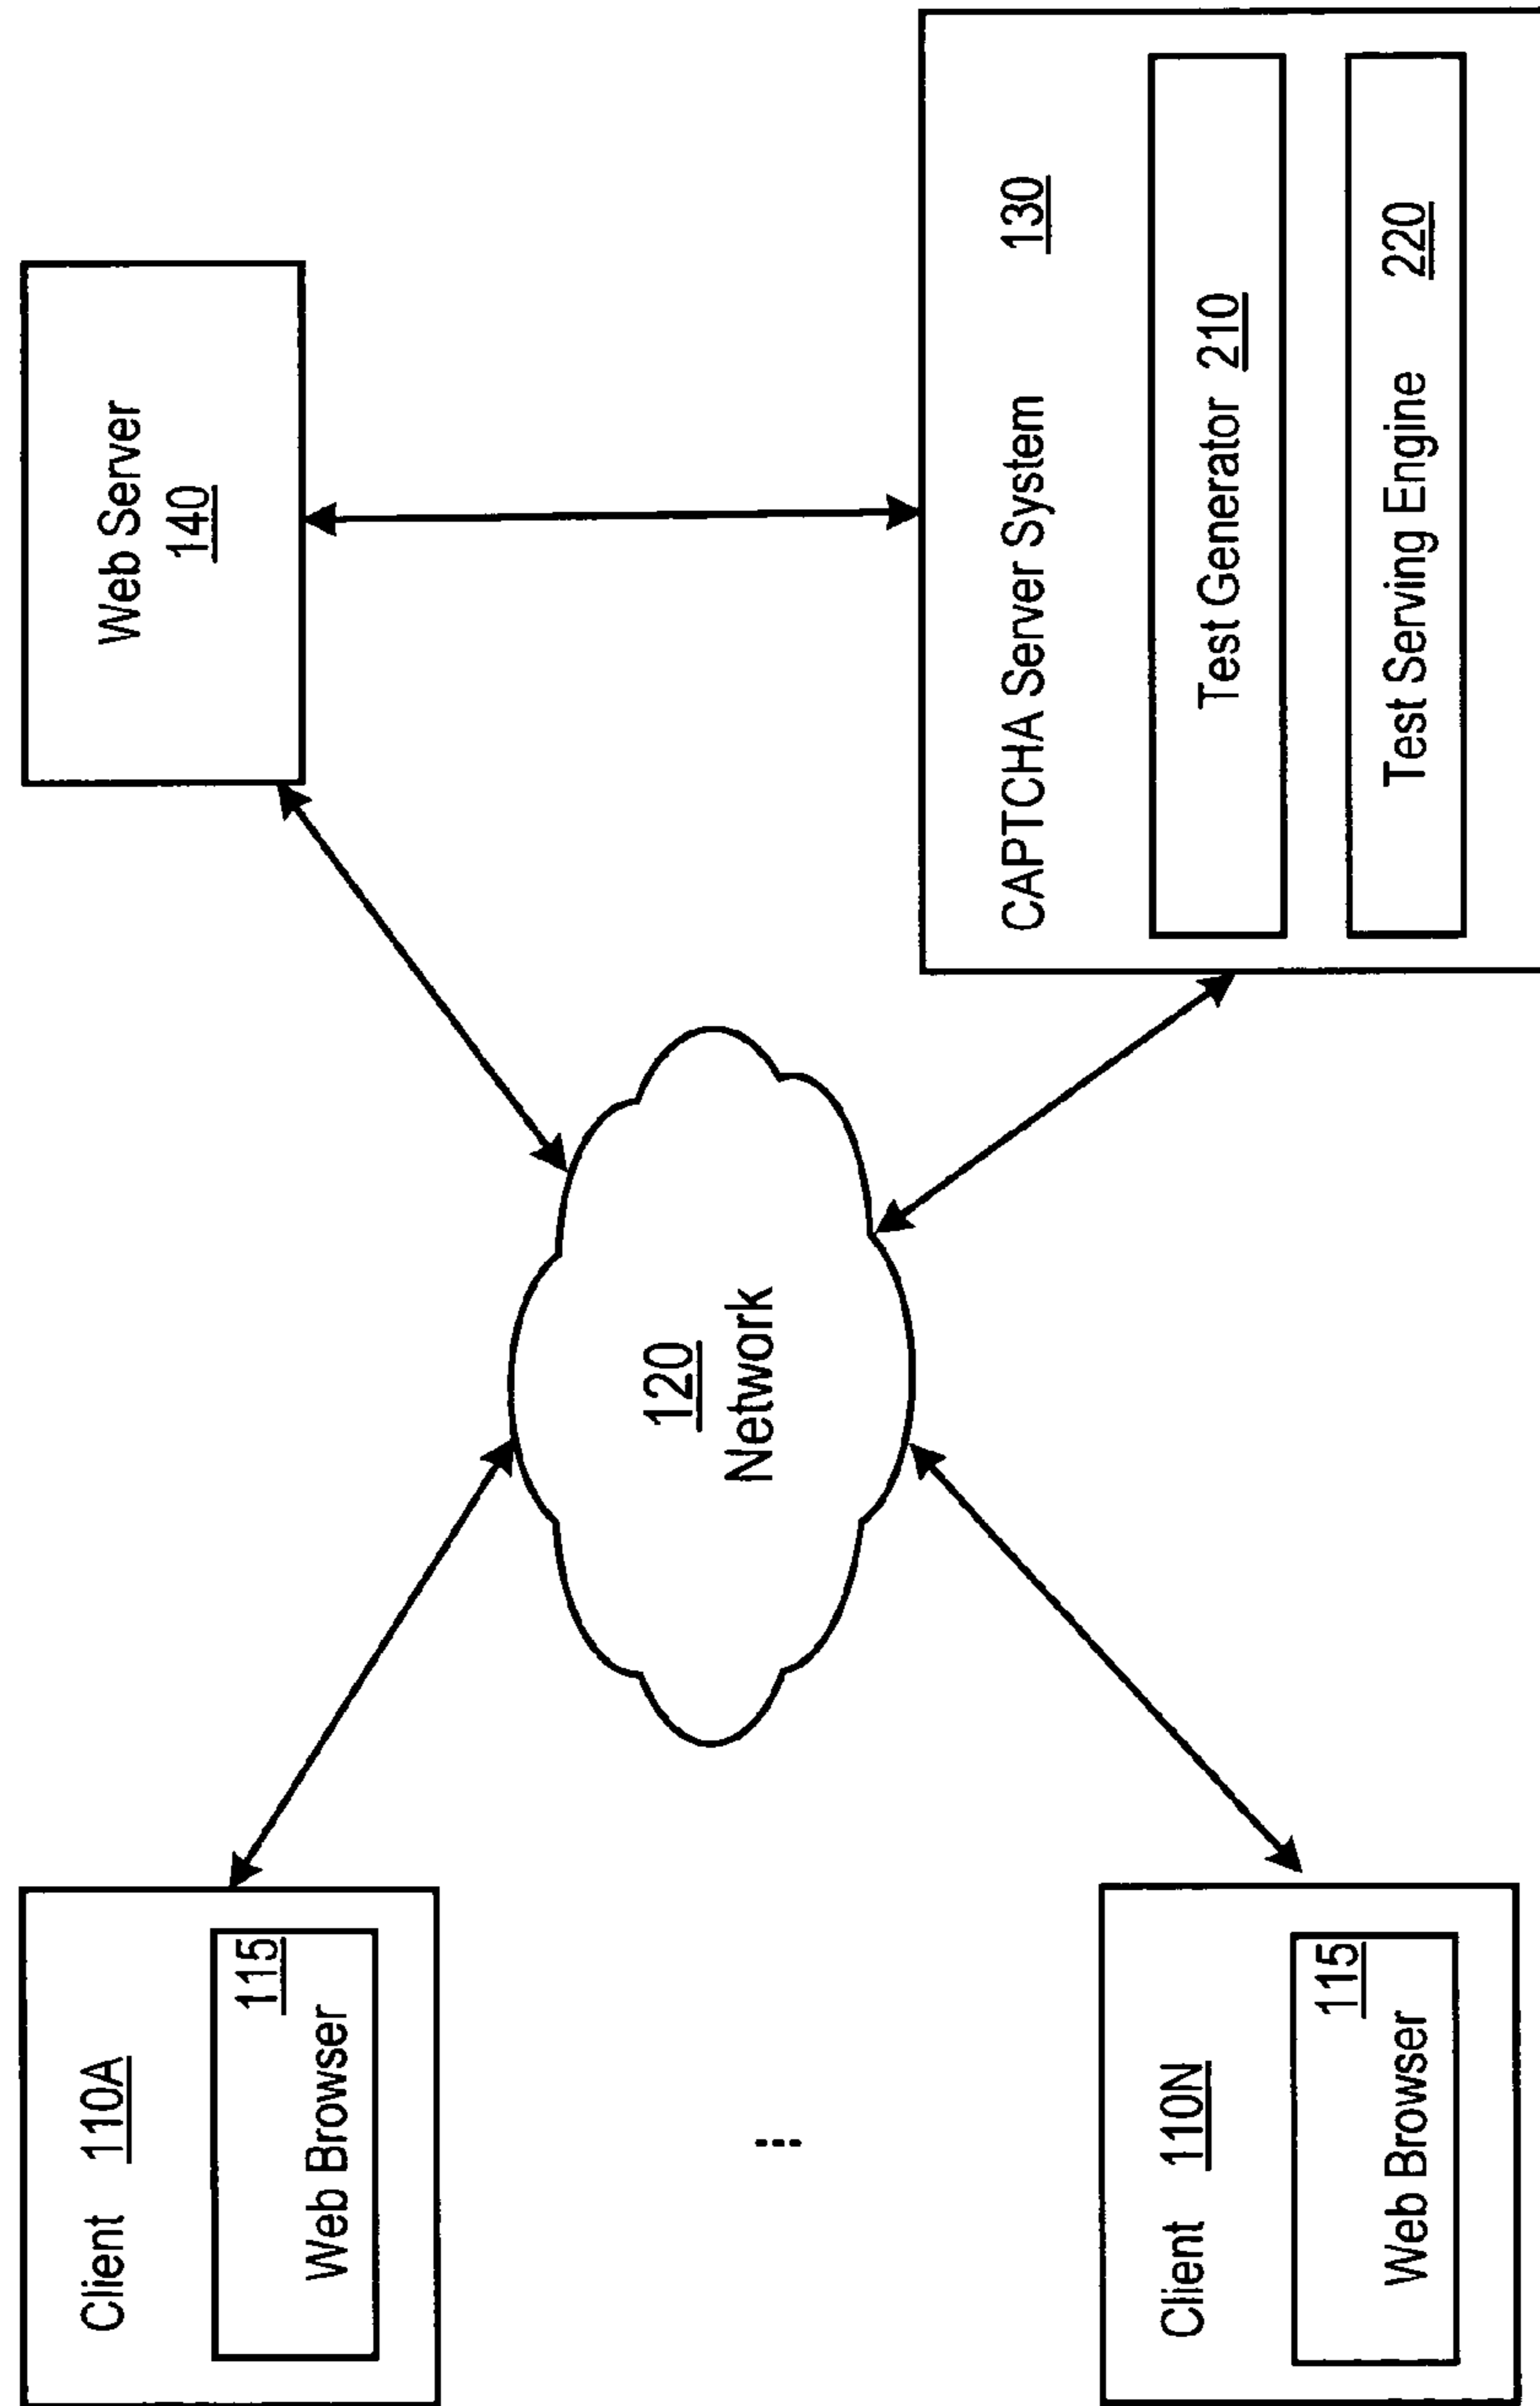 Client 110A
115
Web Browser
⋮
Client 110N
115
Web Browser
120
Network
Web Server
140
CAPTCHA Server System 130
Test Generator 210
Test Serving Engine 220